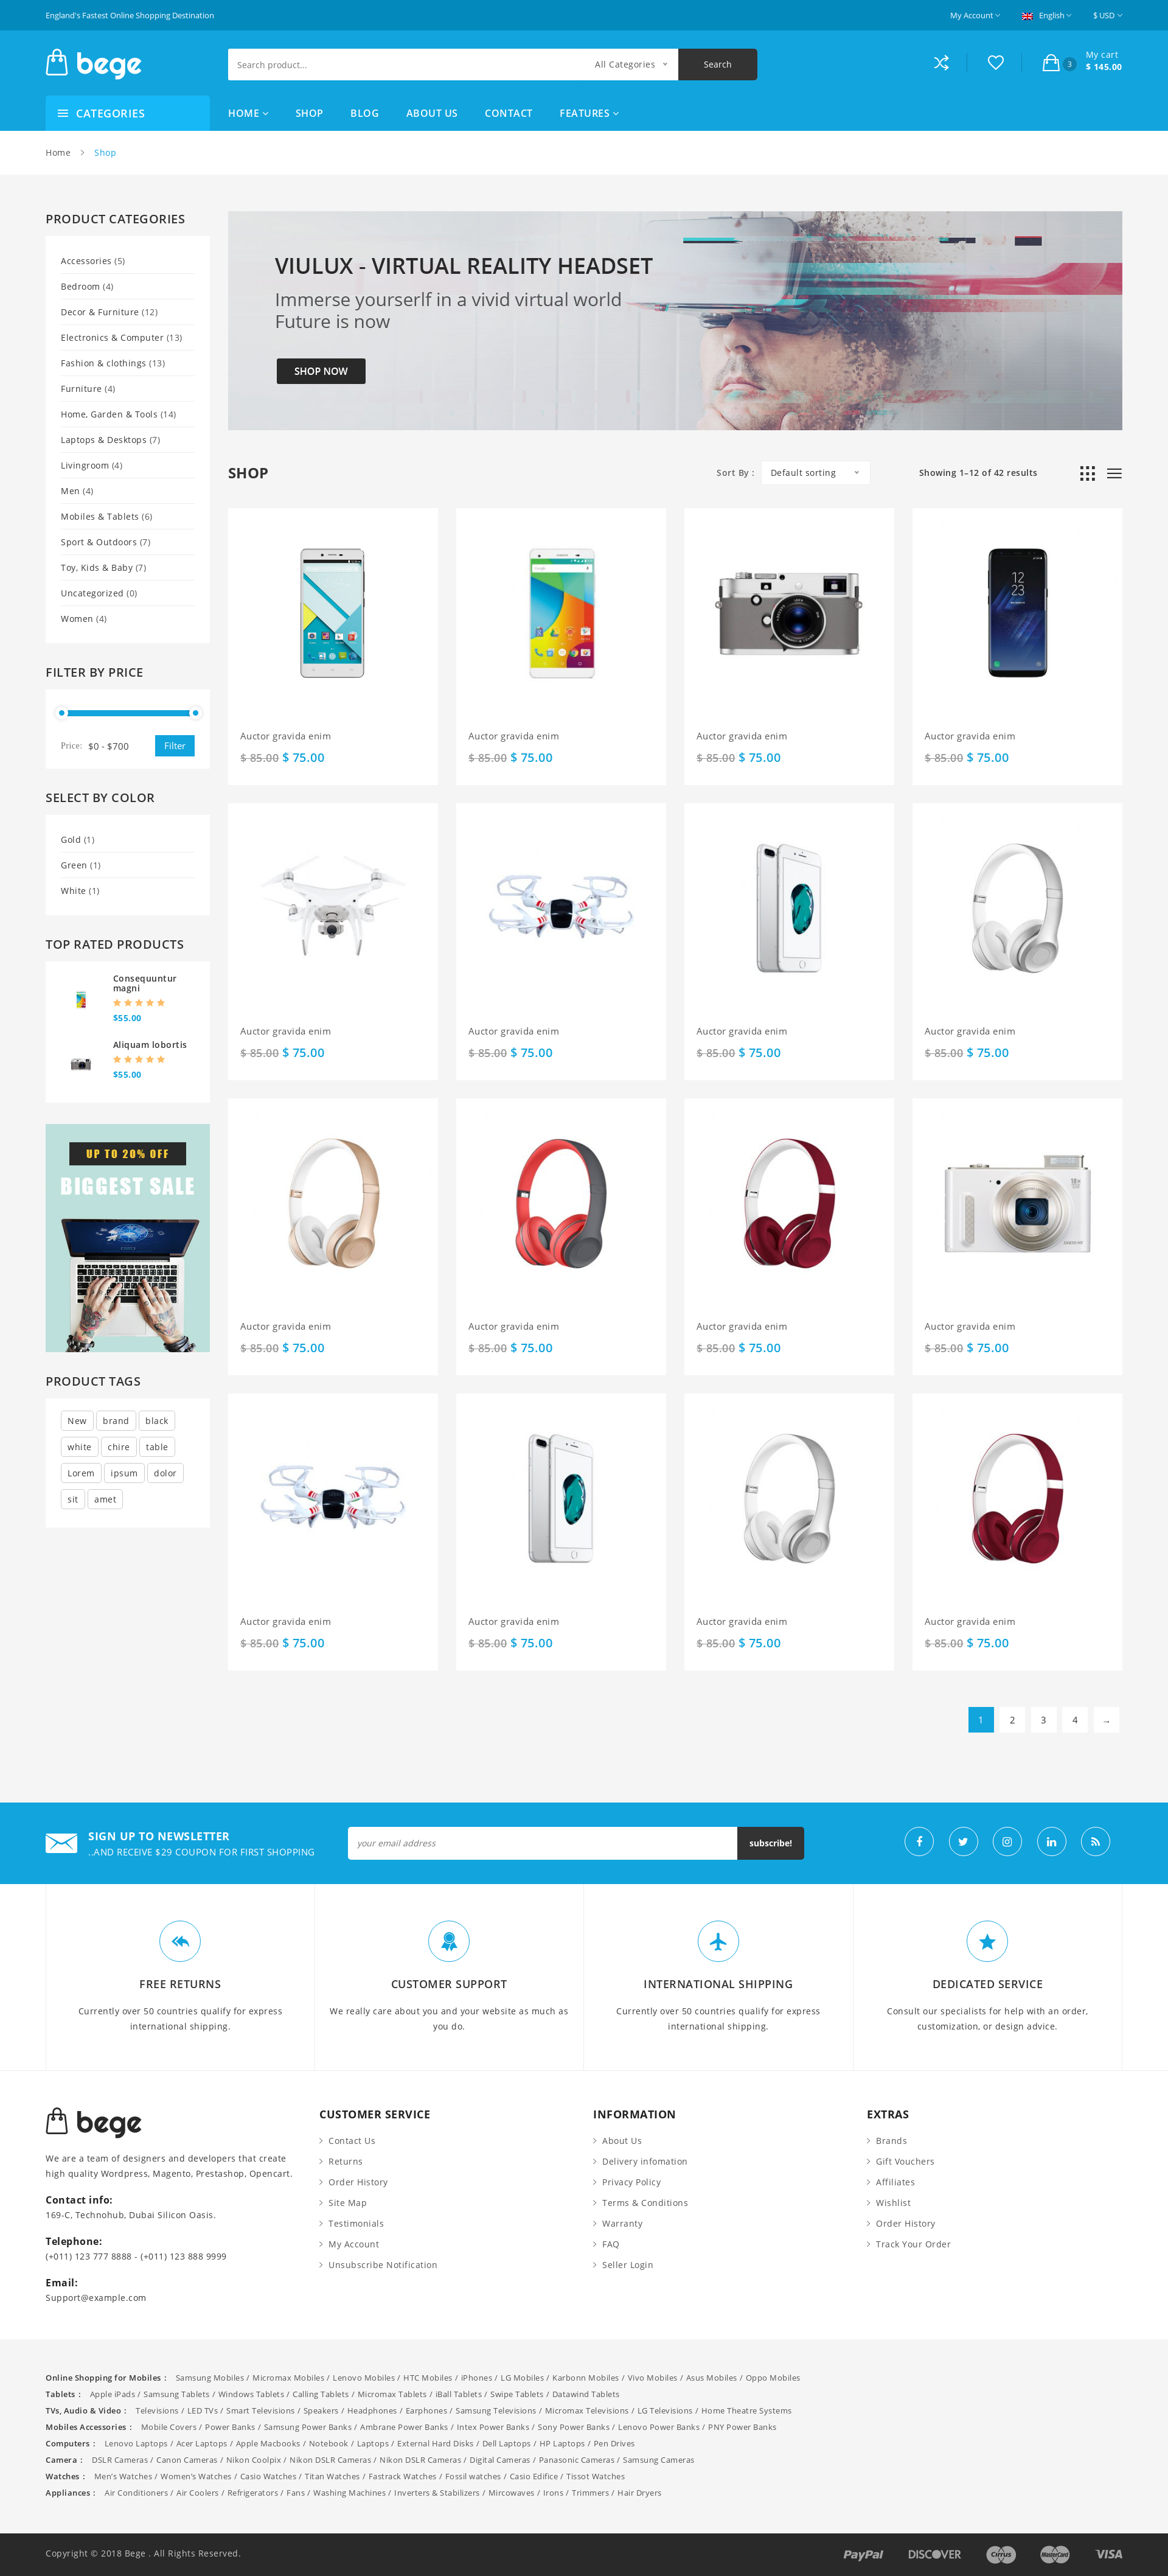 England's Fastest Online Shopping Destination
My Account
English
$ USD
bege
Search product...
All Categories
Search
3
My cart
$ 145.00
CATEGORIES
HOME
SHOP
BLOG
ABOUT US
CONTACT
FEATURES
Home
Shop
PRODUCT CATEGORIES
Accessories (5)
Bedroom (4)
Decor & Furniture (12)
Electronics & Computer (13)
Fashion & clothings (13)
Furniture (4)
Home, Garden & Tools (14)
Laptops & Desktops (7)
Livingroom (4)
Men (4)
Mobiles & Tablets (6)
Sport & Outdoors (7)
Toy, Kids & Baby (7)
Uncategorized (0)
Women (4)
FILTER BY PRICE
Price: $0 - $700
Filter
SELECT BY COLOR
Gold (1)
Green (1)
White (1)
TOP RATED PRODUCTS
Consequuntur
magni
$55.00
Aliquam lobortis
$55.00
UP TO 20% OFF
BIGGEST SALE
PRODUCT TAGS
New
brand
black
white
chire
table
Lorem
ipsum
dolor
sit
amet
VIULUX - VIRTUAL REALITY HEADSET
Immerse yourserlf in a vivid virtual world
Future is now
SHOP NOW
SHOP
Sort By :
Default sorting
Showing 1–12 of 42 results
12
23
Auctor gravida enim
$ 85.00 $ 75.00
Auctor gravida enim
$ 85.00 $ 75.00
Auctor gravida enim
$ 85.00 $ 75.00
Auctor gravida enim
$ 85.00 $ 75.00
Auctor gravida enim
$ 85.00 $ 75.00
Auctor gravida enim
$ 85.00 $ 75.00
Auctor gravida enim
$ 85.00 $ 75.00
Auctor gravida enim
$ 85.00 $ 75.00
Auctor gravida enim
$ 85.00 $ 75.00
Auctor gravida enim
$ 85.00 $ 75.00
Auctor gravida enim
$ 85.00 $ 75.00
Auctor gravida enim
$ 85.00 $ 75.00
Auctor gravida enim
$ 85.00 $ 75.00
Auctor gravida enim
$ 85.00 $ 75.00
Auctor gravida enim
$ 85.00 $ 75.00
Auctor gravida enim
$ 85.00 $ 75.00
1
2
3
4
→
SIGN UP TO NEWSLETTER
..AND RECEIVE $29 COUPON FOR FIRST SHOPPING
your email address
subscribe!
FREE RETURNS
Currently over 50 countries qualify for express
international shipping.
CUSTOMER SUPPORT
We really care about you and your website as much as
you do.
INTERNATIONAL SHIPPING
Currently over 50 countries qualify for express
international shipping.
DEDICATED SERVICE
Consult our specialists for help with an order,
customization, or design advice.
bege
We are a team of designers and developers that create
high quality Wordpress, Magento, Prestashop, Opencart.
Contact info:
169-C, Technohub, Dubai Silicon Oasis.
Telephone:
(+011) 123 777 8888 - (+011) 123 888 9999
Email:
Support@example.com
CUSTOMER SERVICE
Contact Us
Returns
Order History
Site Map
Testimonials
My Account
Unsubscribe Notification
INFORMATION
About Us
Delivery infomation
Privacy Policy
Terms & Conditions
Warranty
FAQ
Seller Login
EXTRAS
Brands
Gift Vouchers
Affiliates
Wishlist
Order History
Track Your Order
Online Shopping for Mobiles : Samsung Mobiles / Micromax Mobiles / Lenovo Mobiles / HTC Mobiles / iPhones / LG Mobiles / Karbonn Mobiles / Vivo Mobiles / Asus Mobiles / Oppo Mobiles
Tablets : Apple iPads / Samsung Tablets / Windows Tablets / Calling Tablets / Micromax Tablets / iBall Tablets / Swipe Tablets / Datawind Tablets
TVs, Audio & Video : Televisions / LED TVs / Smart Televisions / Speakers / Headphones / Earphones / Samsung Televisions / Micromax Televisions / LG Televisions / Home Theatre Systems
Mobiles Accessories : Mobile Covers / Power Banks / Samsung Power Banks / Ambrane Power Banks / Intex Power Banks / Sony Power Banks / Lenovo Power Banks / PNY Power Banks
Computers : Lenovo Laptops / Acer Laptops / Apple Macbooks / Notebook / Laptops / External Hard Disks / Dell Laptops / HP Laptops / Pen Drives
Camera : DSLR Cameras / Canon Cameras / Nikon Coolpix / Nikon DSLR Cameras / Nikon DSLR Cameras / Digital Cameras / Panasonic Cameras / Samsung Cameras
Watches : Men's Watches / Women's Watches / Casio Watches / Titan Watches / Fastrack Watches / Fossil watches / Casio Edifice / Tissot Watches
Appliances : Air Conditioners / Air Coolers / Refrigerators / Fans / Washing Machines / Inverters & Stabilizers / Mircowaves / Irons / Trimmers / Hair Dryers
Copyright © 2018 Bege . All Rights Reserved.
PayPal
DISCOVER
Cirrus
MasterCard
VISA